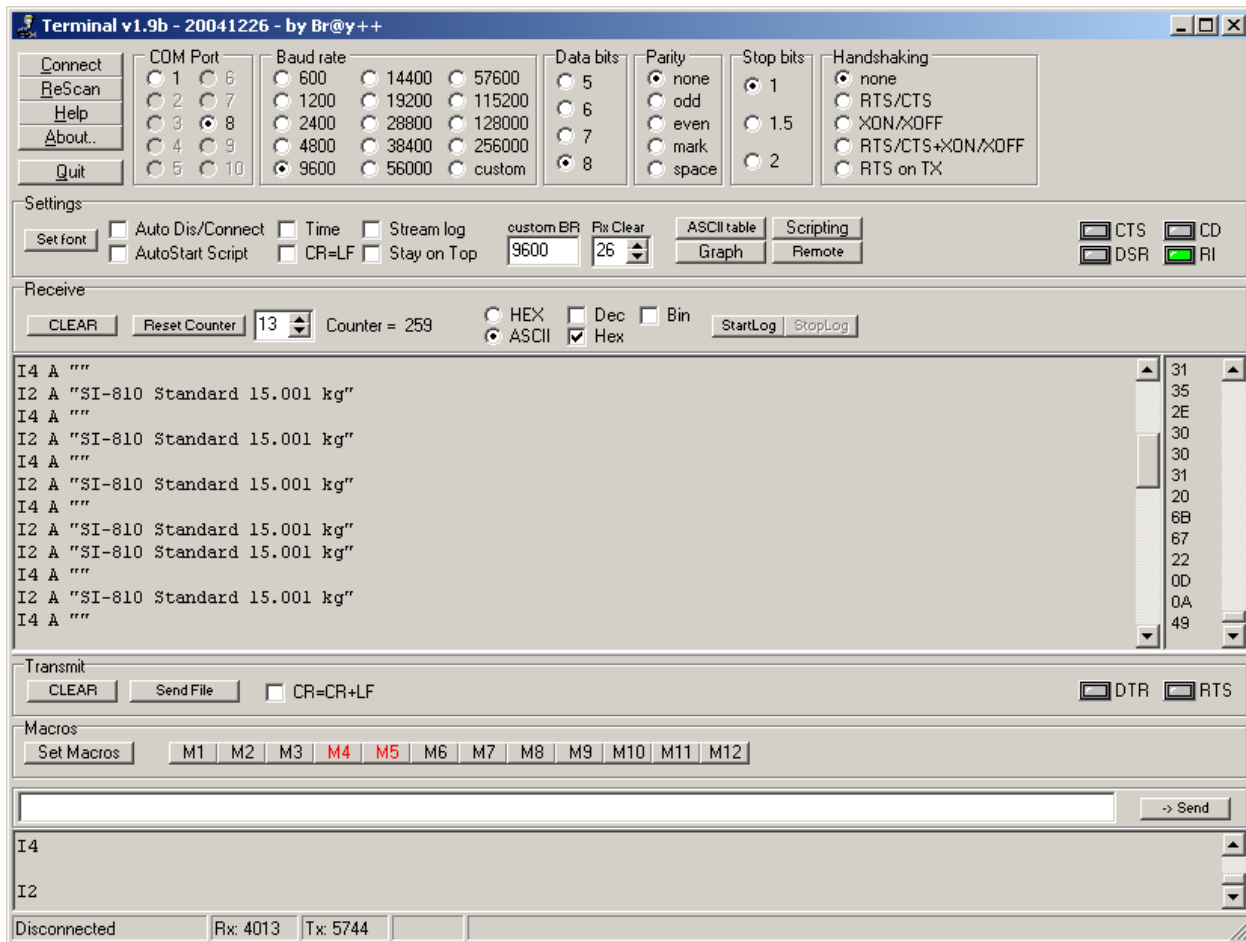 Terminal v1.9b - 20041226 - by Br@y++
Connect
ReScan
Help
About..
Quit
COM Port
1 6
2 7
3 8
4 9
5 10
Baud rate
600 14400 57600
1200 19200 115200
2400 28800 128000
4800 38400 256000
9600 56000 custom
Data bits
5
6
7
8
Parity
none
odd
even
mark
space
Stop bits
1
1.5
2
Handshaking
none
RTS/CTS
XON/XOFF
RTS/CTS+XON/XOFF
RTS on TX
Settings
Set font
Auto Dis/Connect Time Stream log
AutoStart Script CR=LF Stay on Top
custom BR Rx Clear
9600 26
ASCII table Scripting
Graph Remote
CTS CD
DSR RI
Receive
CLEAR Reset Counter 13 Counter = 259
HEX Dec Bin
ASCII Hex
StartLog StopLog
I4 A ""
I2 A "SI-810 Standard 15.001 kg"
I4 A ""
I2 A "SI-810 Standard 15.001 kg"
I4 A ""
I2 A "SI-810 Standard 15.001 kg"
I4 A ""
I2 A "SI-810 Standard 15.001 kg"
I2 A "SI-810 Standard 15.001 kg"
I4 A ""
I2 A "SI-810 Standard 15.001 kg"
I4 A ""
31
35
2E
30
30
31
20
6B
67
22
0D
0A
49
Transmit
CLEAR Send File CR=CR+LF
DTR RTS
Macros
Set Macros M1 M2 M3 M4 M5 M6 M7 M8 M9 M10 M11 M12
-> Send
I4
I2
Disconnected Rx: 4013 Tx: 5744